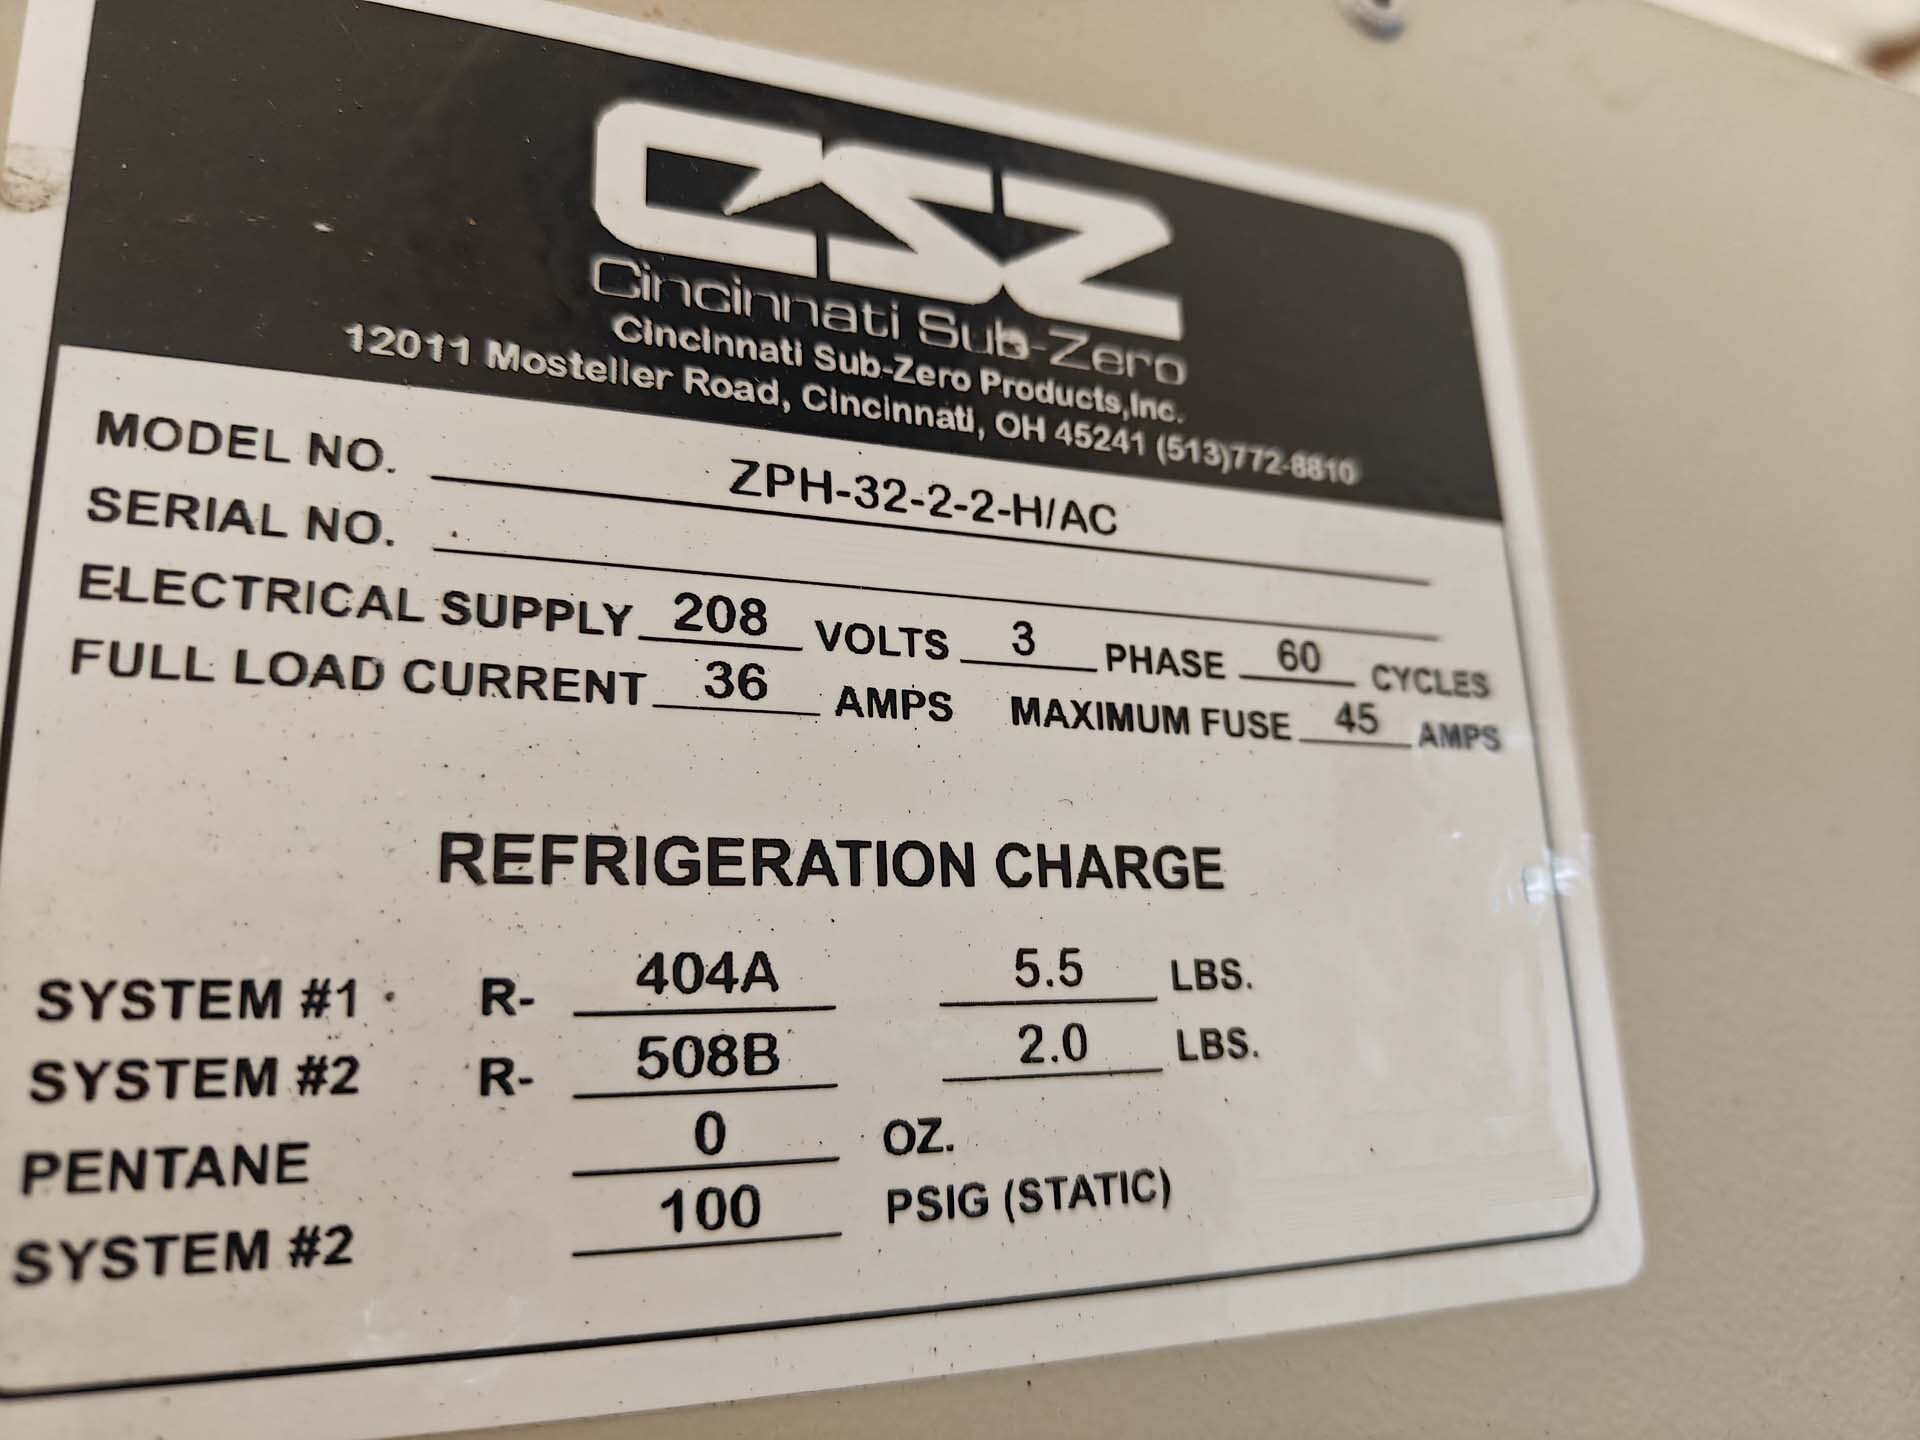 CSZ
Cincinnati Sub-Zero
Cincinnati Sub-Zero Products,Inc.
12011 Mosteller Road, Cincinnati, OH 45241 (513)772-8810
MODEL NO. ZPH-32-2-2-H/AC
SERIAL NO.
ELECTRICAL SUPPLY 208 VOLTS 3 PHASE 60 CYCLES
FULL LOAD CURRENT 36 AMPS MAXIMUM FUSE 45 AMPS
REFRIGERATION CHARGE
SYSTEM #1 R- 404A 5.5 LBS.
SYSTEM #2 R- 508B 2.0 LBS.
PENTANE 0 OZ.
SYSTEM #2 100 PSIG (STATIC)